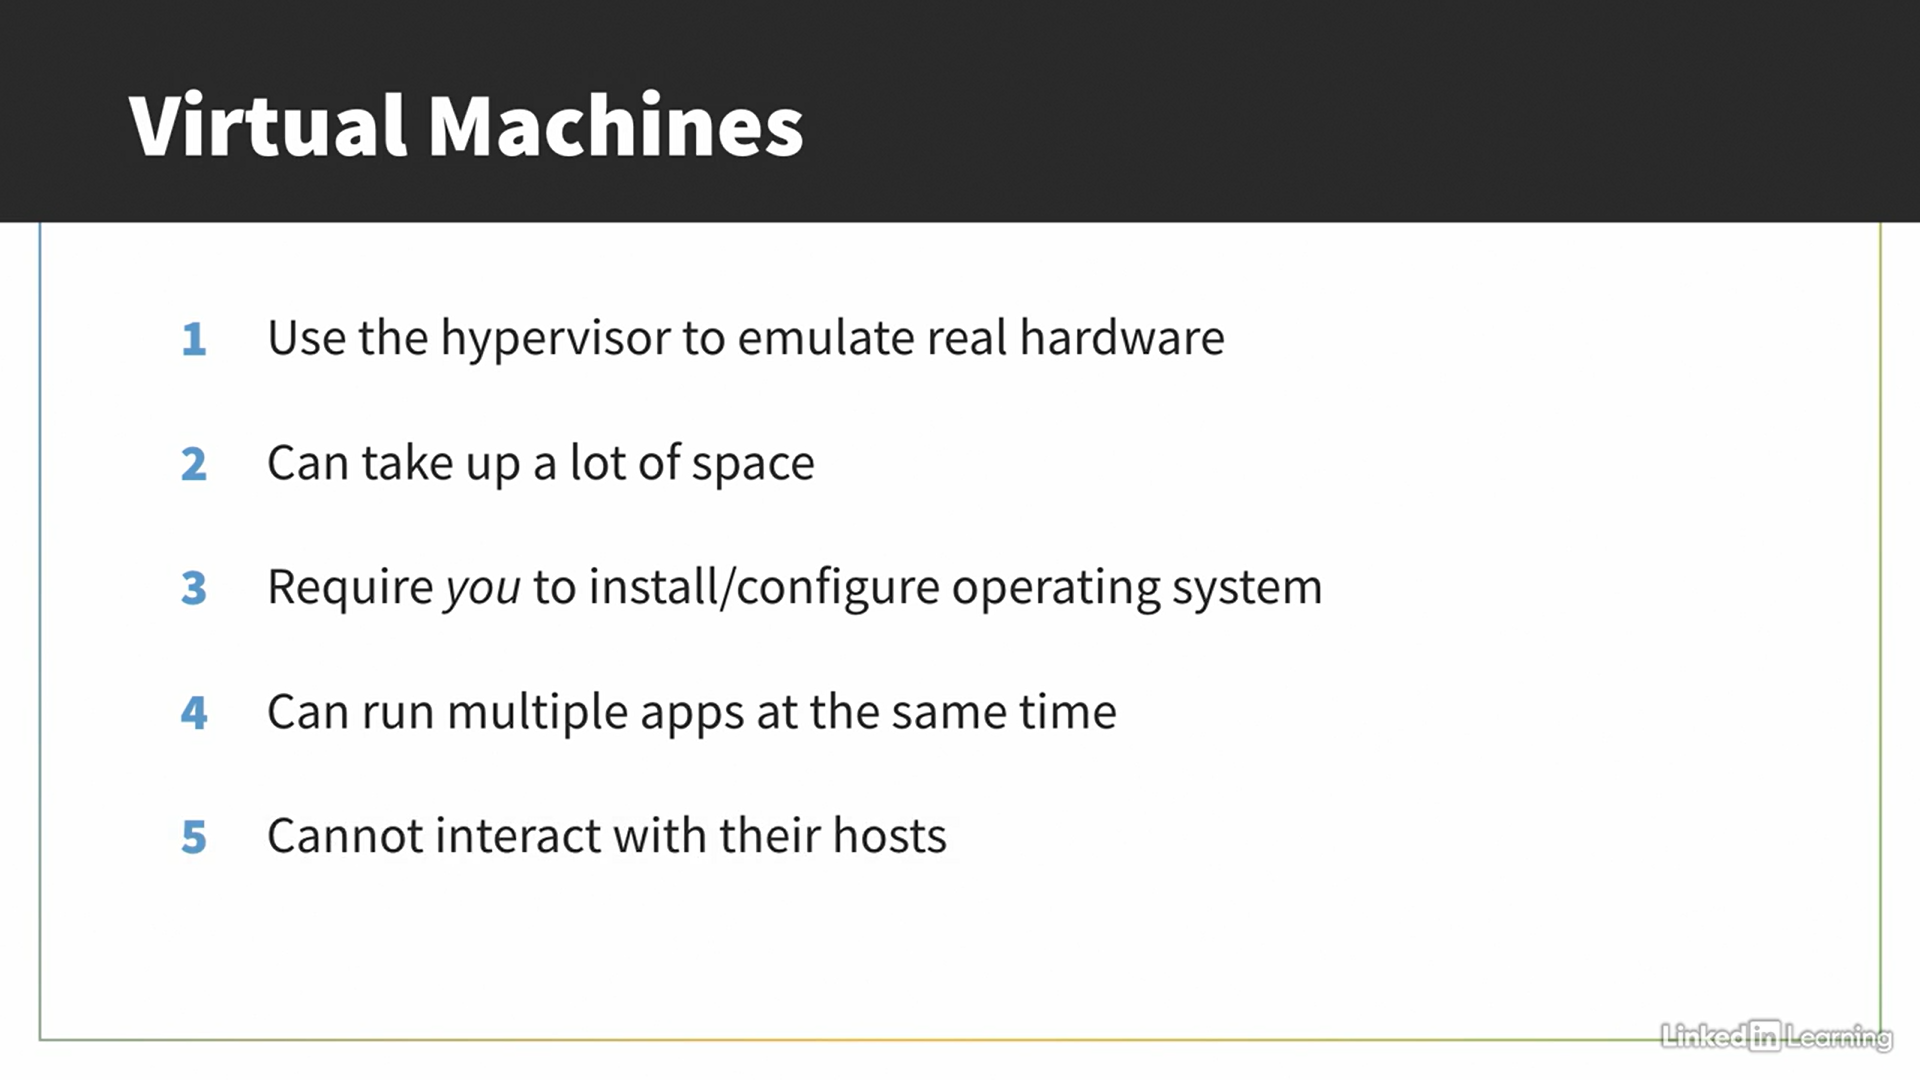 Virtual Machines
1 Use the hypervisor to emulate real hardware
2 Can take up a lot of space
3 Require you to install/configure operating system
4 Can run multiple apps at the same time
5 Cannot interact with their hosts
Linked in Learning